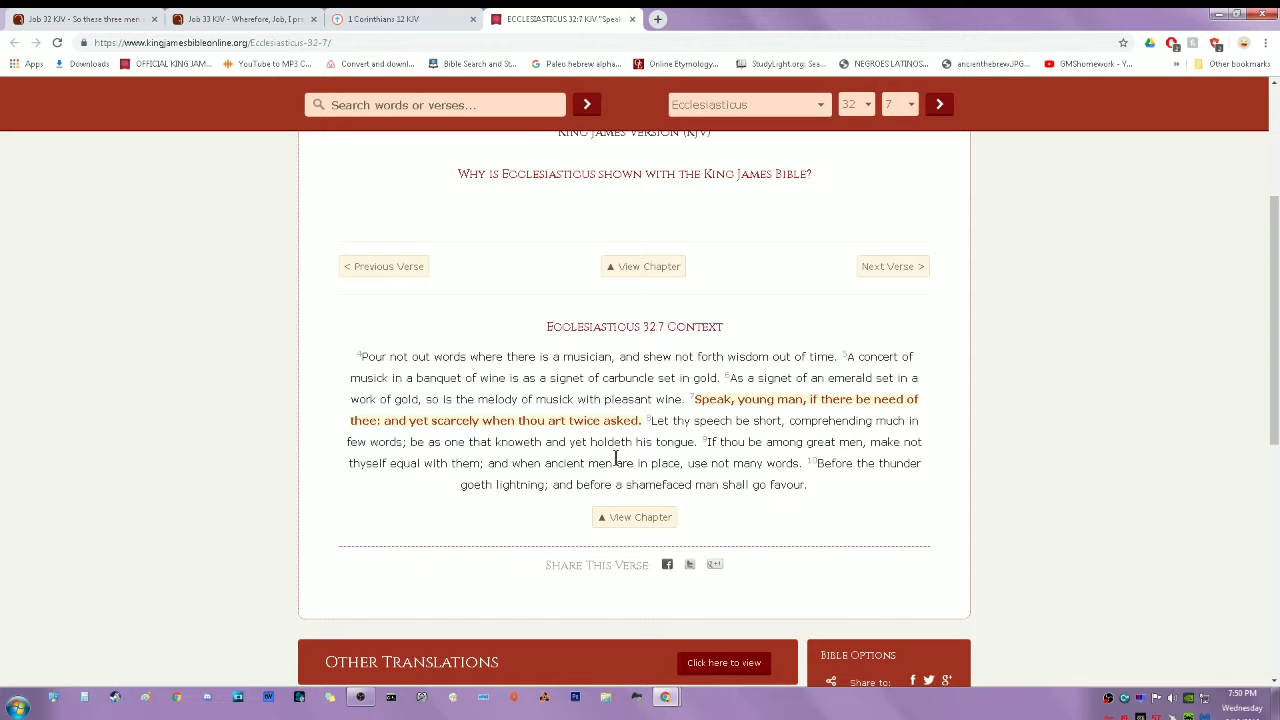 Job 32 KJV - So these three men
Job 33 KJV - Wherefore, Job, I pr
1 Corinthians 12 KJV
ECCLESIASTICUS 32:7 KJV "Speak
https://www.kingjamesbibleonline.org/Ecclesiasticus-32-7/
Apps
Downloads
OFFICIAL KING JAM...
YouTube to MP3 C...
Convert and downl...
Bible Search and St...
Paleo hebrew alpha...
Online Etymology...
StudyLight.org: Sea...
NEGROES LATINOS...
ancienthebrewJPG...
GMShomework - Y...
»
Other bookmarks
Search words or verses...
Ecclesiasticus
32
7
KING JAMES VERSION (KJV)
WHY IS ECCLESIASTICUS SHOWN WITH THE KING JAMES BIBLE?
< Previous Verse
▲ View Chapter
Next Verse >
ECCLESIASTICUS 32:7 CONTEXT
4Pour not out words where there is a musician, and shew not forth wisdom out of time. 5A concert of
musick in a banquet of wine is as a signet of carbuncle set in gold. 6As a signet of an emerald set in a
work of gold, so is the melody of musick with pleasant wine. 7Speak, young man, if there be need of
thee: and yet scarcely when thou art twice asked. 8Let thy speech be short, comprehending much in
few words; be as one that knoweth and yet holdeth his tongue. 9If thou be among great men, make not
thyself equal with them; and when ancient men are in place, use not many words. 10Before the thunder
goeth lightning; and before a shamefaced man shall go favour.
▲ View Chapter
SHARE THIS VERSE:
OTHER TRANSLATIONS
Click here to view
BIBLE OPTIONS
Share to:
7:50 PM
Wednesday